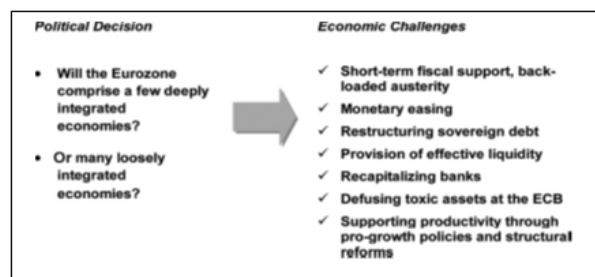 Political Decision
• Will the Eurozone
comprise a few deeply
integrated
economies?
• Or many loosely
integrated
economies?
Economic Challenges
✓ Short-term fiscal support, back-
loaded austerity
✓ Monetary easing
✓ Restructuring sovereign debt
✓ Provision of effective liquidity
✓ Recapitalizing banks
✓ Defusing toxic assets at the ECB
✓ Supporting productivity through
pro-growth policies and structural
reforms